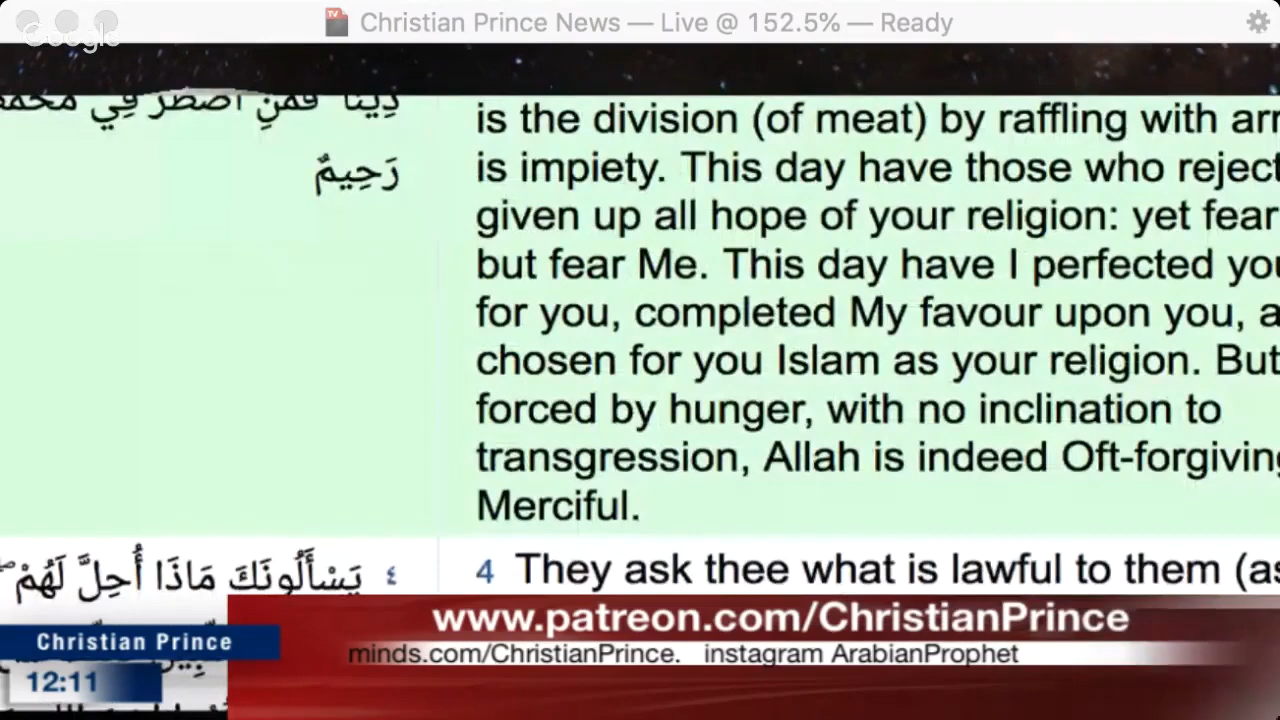 Christian Prince News — Live @ 152.5% — Ready
Google
دِينًا فَمَنِ اضْطُرَّ فِي
رَحِيمٌ
is the division (of meat) by raffling with
is impiety. This day have those who reject
given up all hope of your religion: yet fear
but fear Me. This day have I perfected
for you, completed My favour upon you,
chosen for you Islam as your religion. But
forced by hunger, with no inclination to
transgression, Allah is indeed Oft-forgiving
Merciful.
٤ يَسْأَلُونَكَ مَاذَا أُحِلَّ لَهُمْ
4 They ask thee what is lawful to them
www.patreon.com/ChristianPrince
Christian Prince
minds.com/ChristianPrince. instagram ArabianProphet
12:11